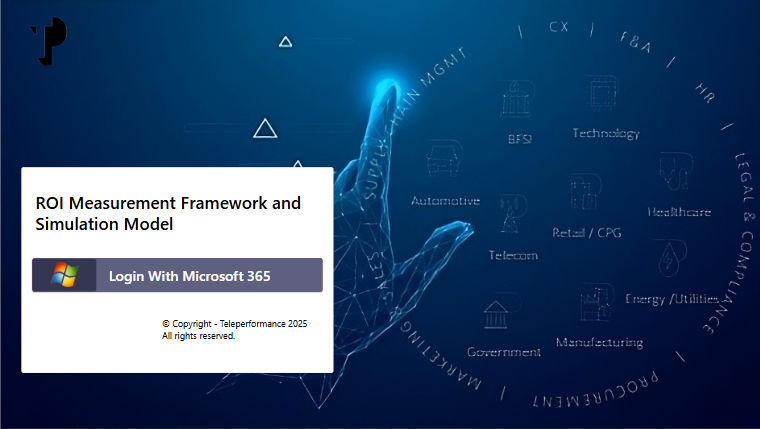 CX | F&A | HR | LEGAL & COMPLIANCE | PROCUREMENT | MARKETING & SALES | SUPPLY CHAIN MGMT |
BFSI
Technology
Automotive
Healthcare
Retail / CPG
Telecom
Energy /Utilities
Manufacturing
Government
ROI Measurement Framework and
Simulation Model
Login With Microsoft 365
© Copyright - Teleperformance 2025
All rights reserved.